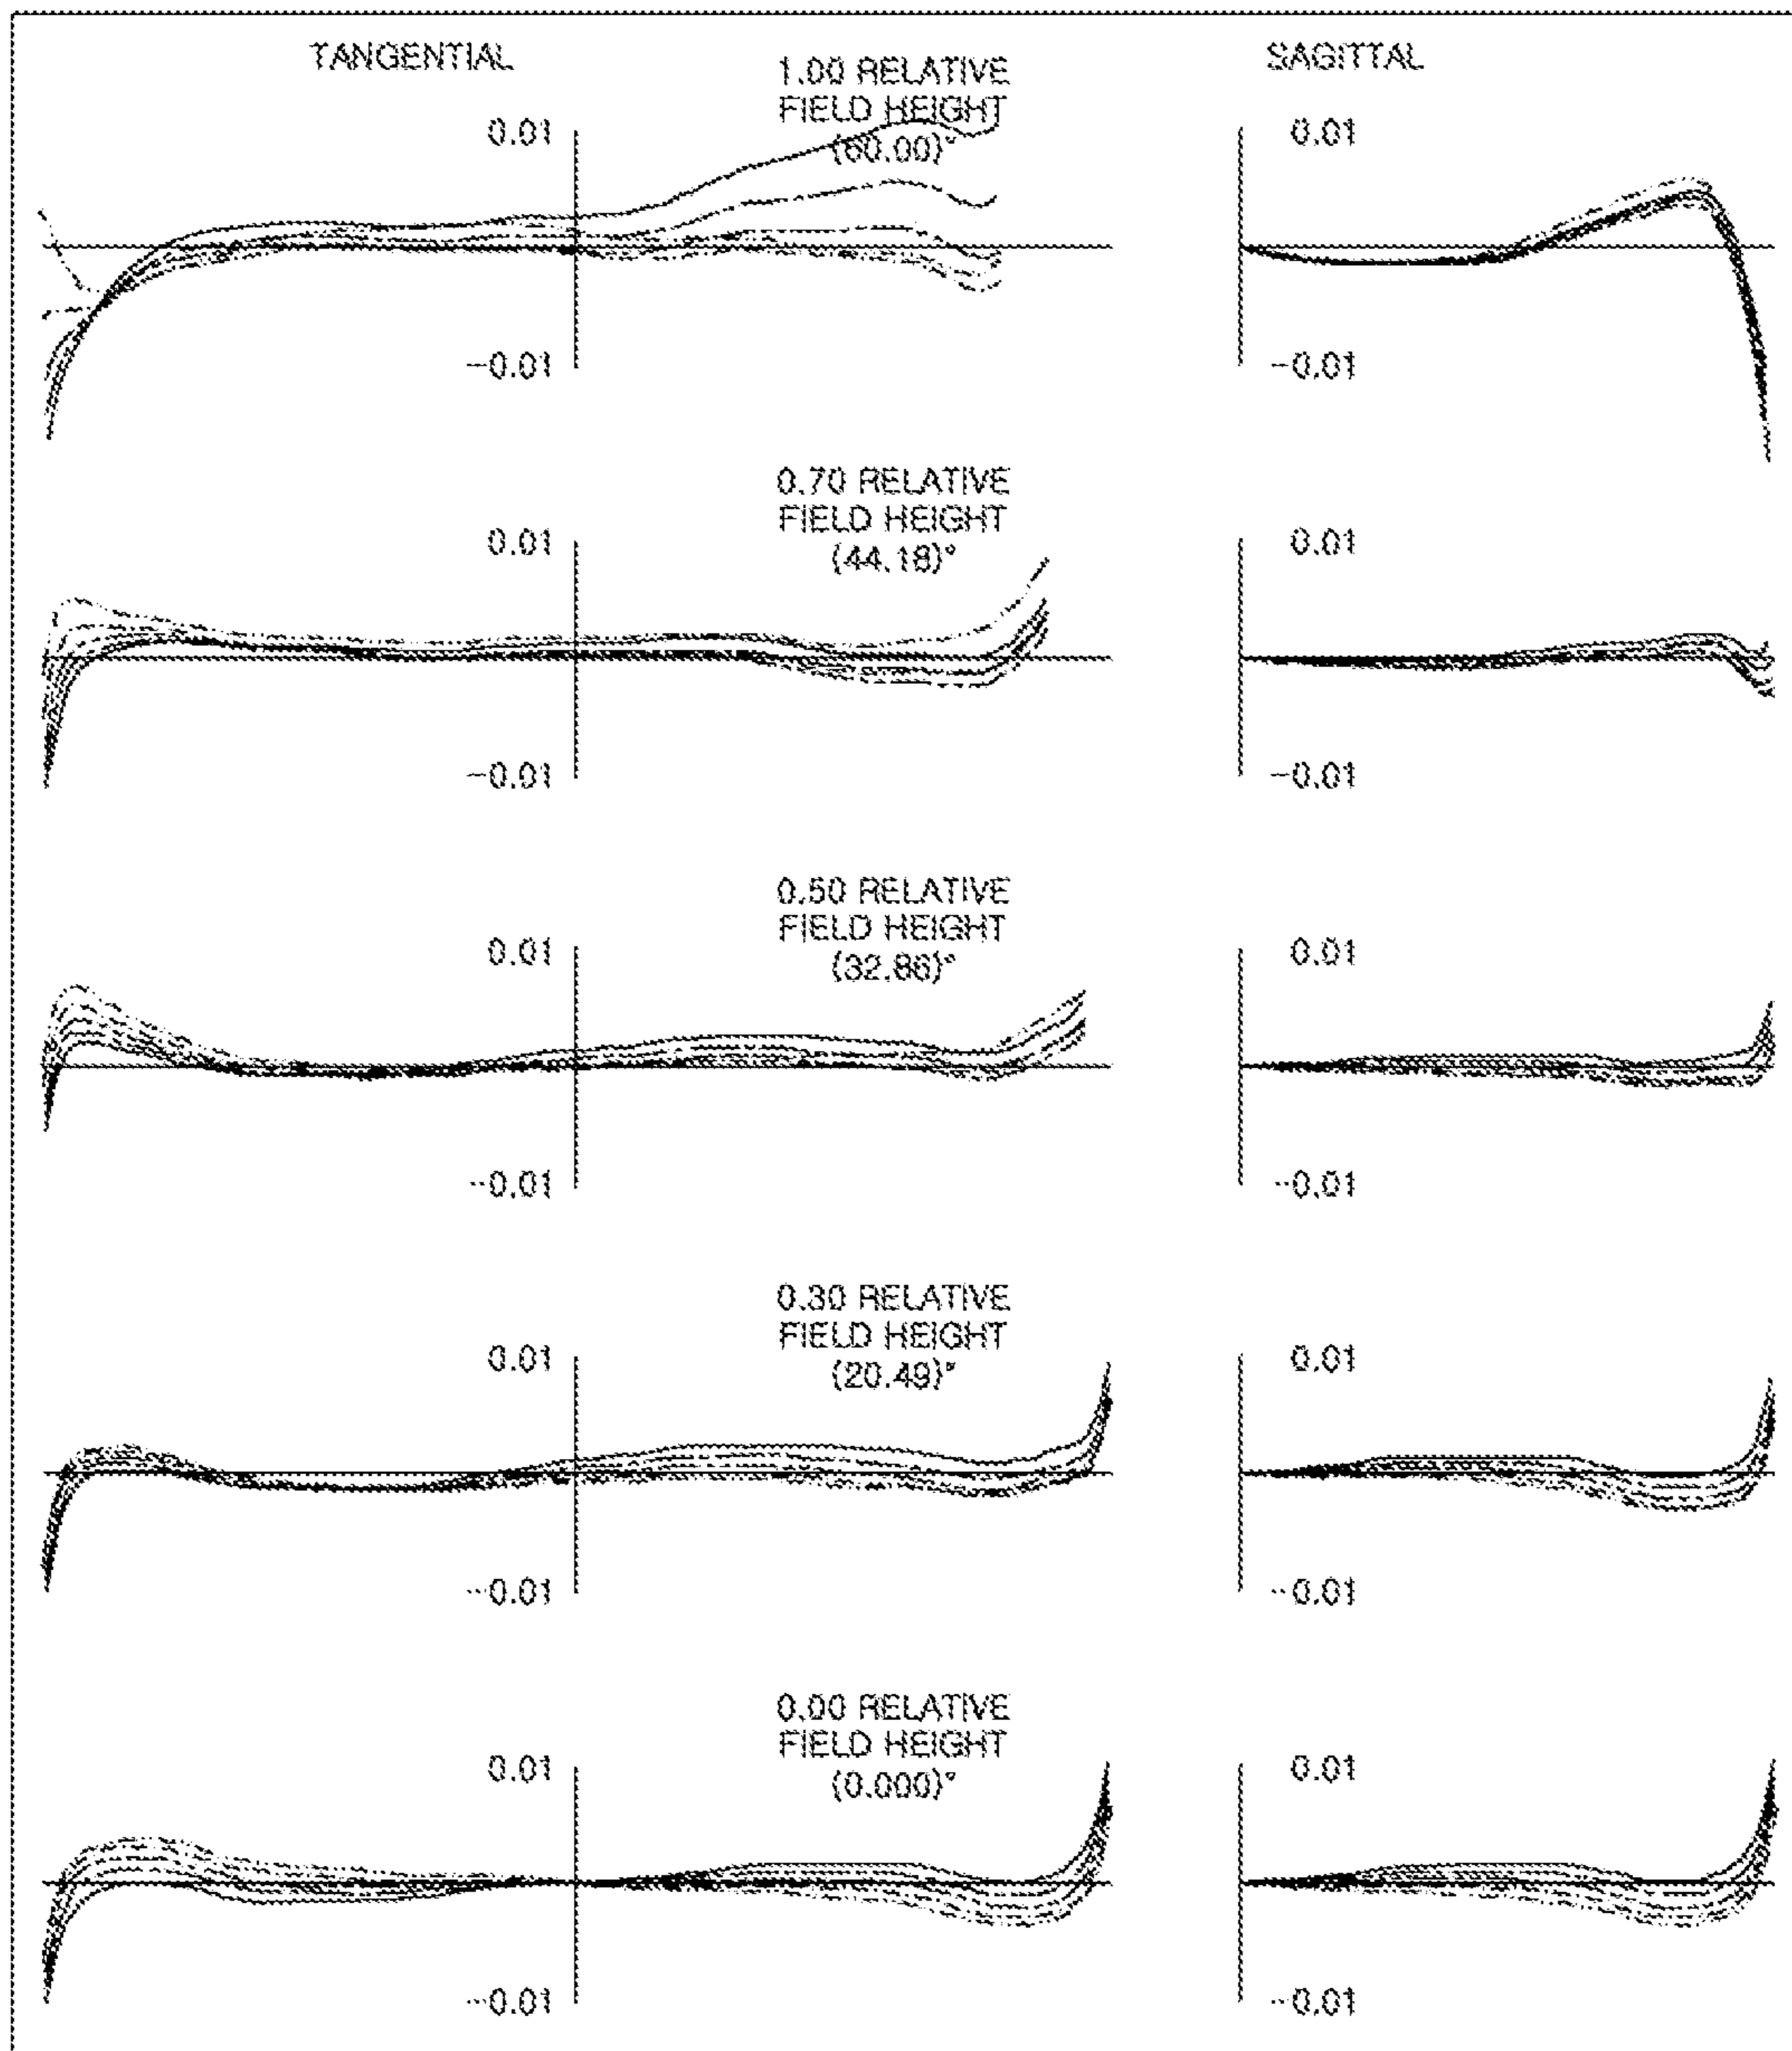 TANGENTIAL
1.00 RELATIVE
FIELD HEIGHT
(60.00)°
SAGITTAL
0.01
0.01
-0.01
-0.01
0.70 RELATIVE
FIELD HEIGHT
(44.18)°
0.01
0.01
-0.01
-0.01
0.50 RELATIVE
FIELD HEIGHT
(32.86)°
0.01
0.01
-0.01
-0.01
0.30 RELATIVE
FIELD HEIGHT
(20.49)°
0.01
0.01
-0.01
-0.01
0.00 RELATIVE
FIELD HEIGHT
(0.000)°
0.01
0.01
-0.01
-0.01